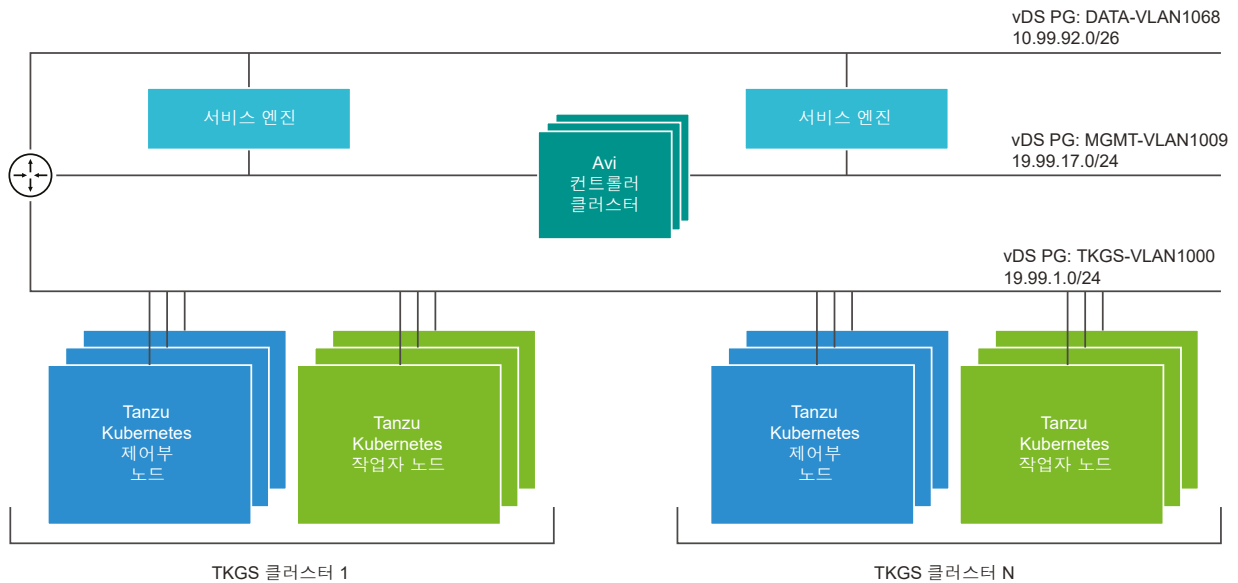 vDS PG: DATA-VLAN1068
10.99.92.0/26
서비스 엔진
서비스 엔진
vDS PG: MGMT-VLAN1009
19.99.17.0/24
Avi
컨트롤러
클러스터
vDS PG: TKGS-VLAN1000
19.99.1.0/24
Tanzu
Kubernetes
제어부
노드
Tanzu
Kubernetes
작업자 노드
Tanzu
Kubernetes
제어부
노드
Tanzu
Kubernetes
작업자 노드
TKGS 클러스터 1
TKGS 클러스터 N